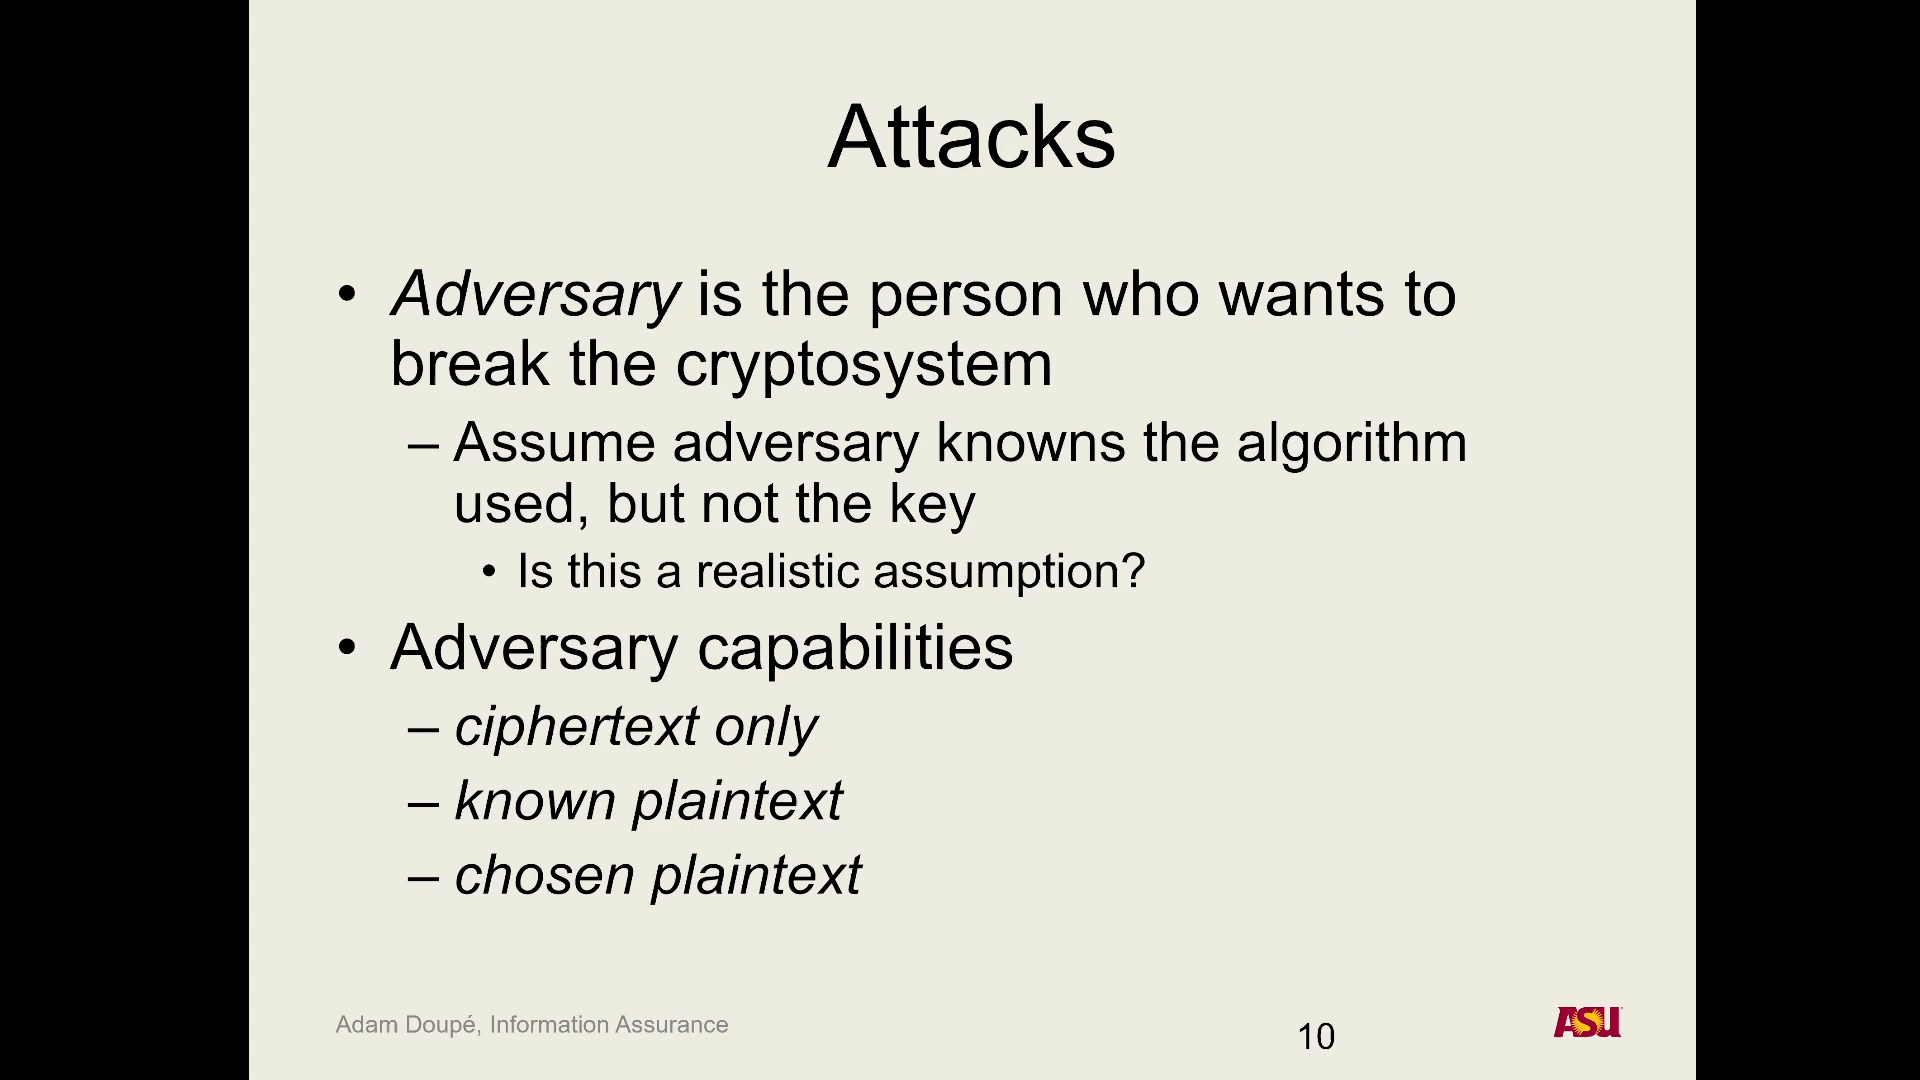 Attacks
• Adversary is the person who wants to
break the cryptosystem
– Assume adversary knowns the algorithm
used, but not the key
• Is this a realistic assumption?
• Adversary capabilities
– ciphertext only
– known plaintext
– chosen plaintext
Adam Doupé, Information Assurance
10
ASU